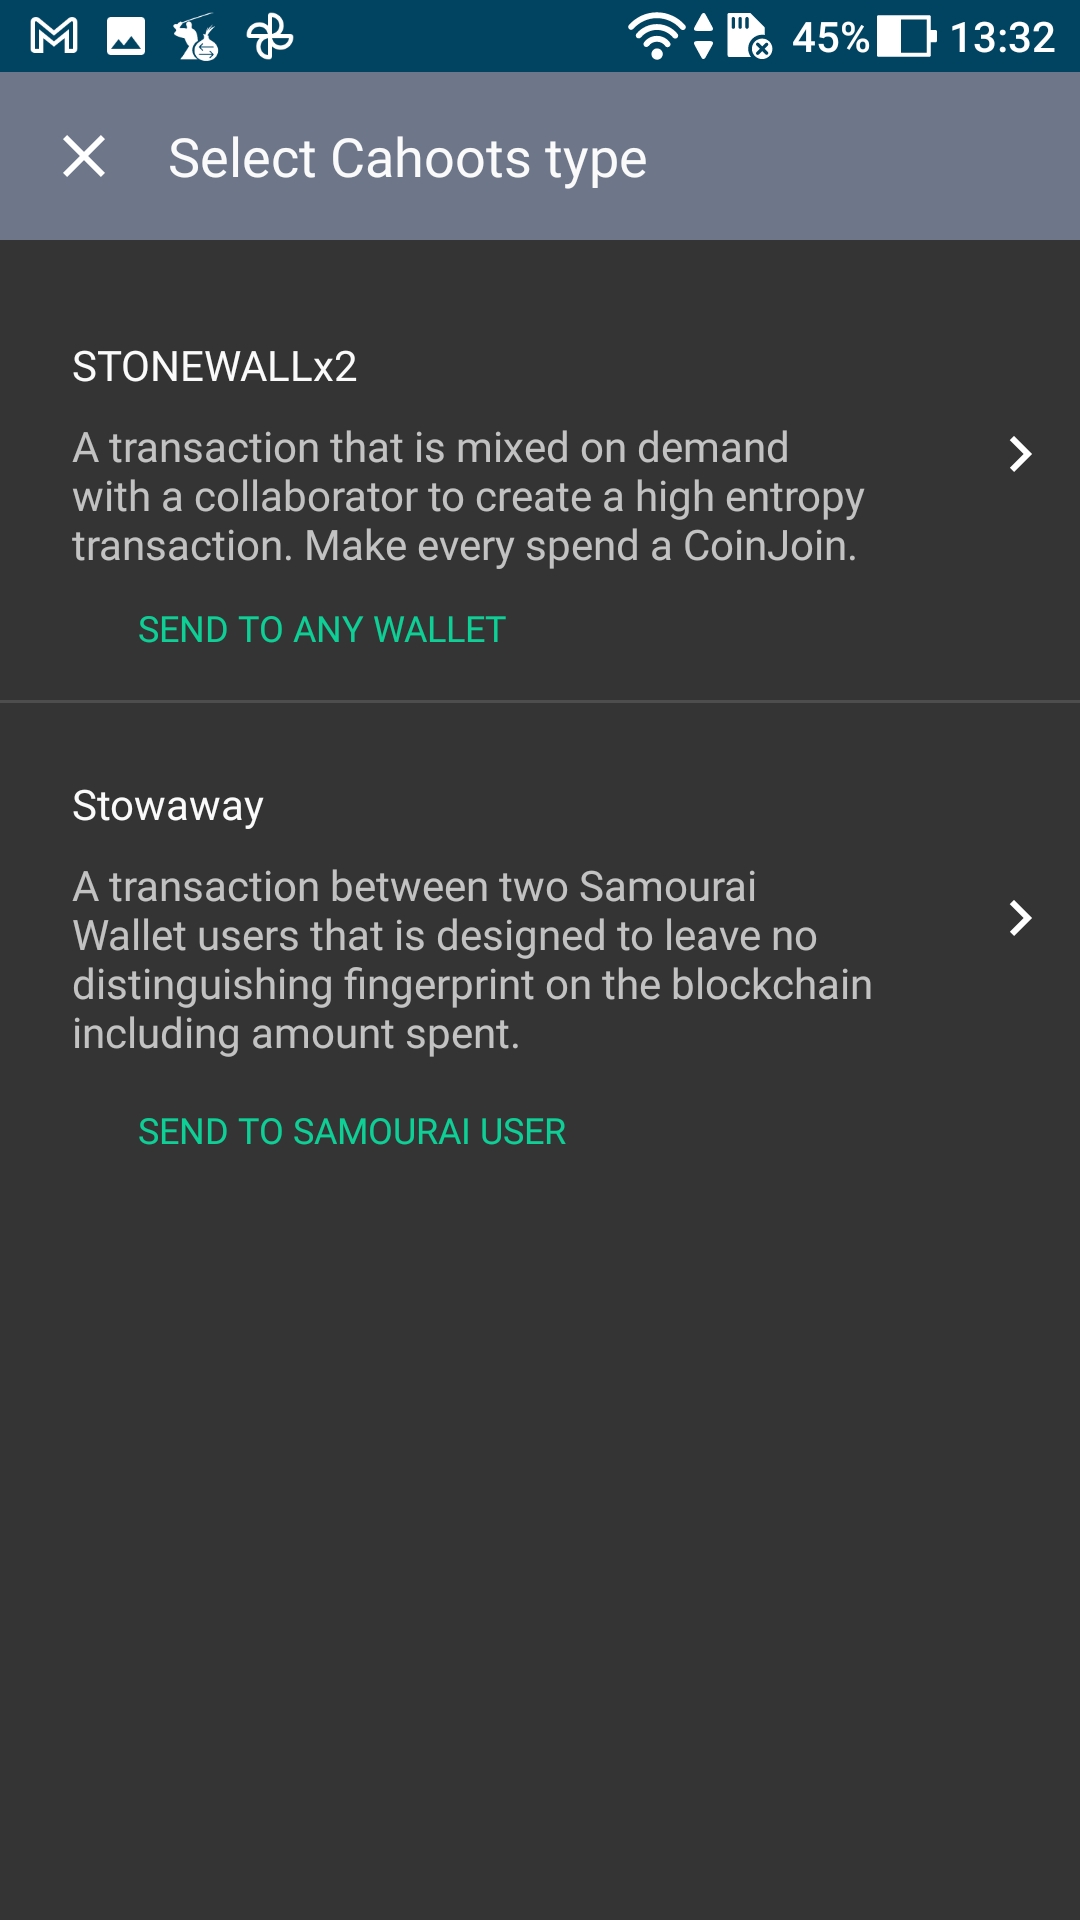 45% 13:32
Select Cahoots type
STONEWALLx2
A transaction that is mixed on demand
with a collaborator to create a high entropy
transaction. Make every spend a CoinJoin.
SEND TO ANY WALLET
Stowaway
A transaction between two Samourai
Wallet users that is designed to leave no
distinguishing fingerprint on the blockchain
including amount spent.
SEND TO SAMOURAI USER